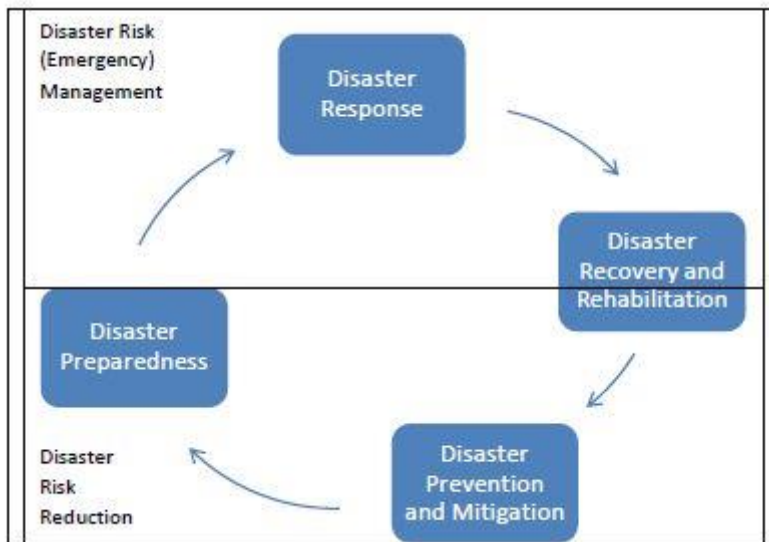 Disaster Risk
(Emergency)
Management
Disaster
Response
Disaster
Recovery and
Rehabilitation
Disaster
Preparedness
Disaster
Prevention
and Mitigation
Disaster
Risk
Reduction